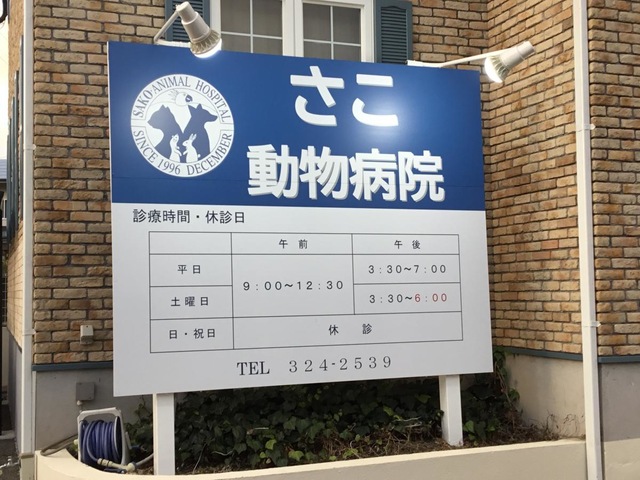 SAKO ANIMAL HOSPITAL
SINCE 1996 DECEMBER
さこ
動物病院
診療時間・休診日
午前 午後
平日 9:00～12:30 3:30～7:00
土曜日 3:30～6:00
日・祝日 休診
TEL 324-2539